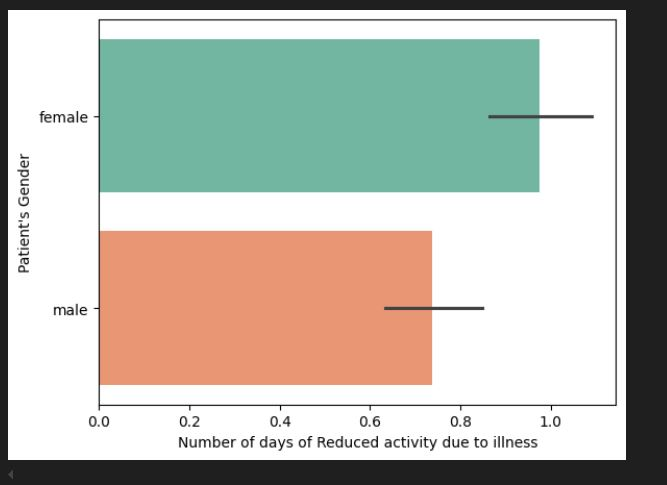 Patient's Gender
female
male
0.0 0.2 0.4 0.6 0.8 1.0
Number of days of Reduced activity due to illness